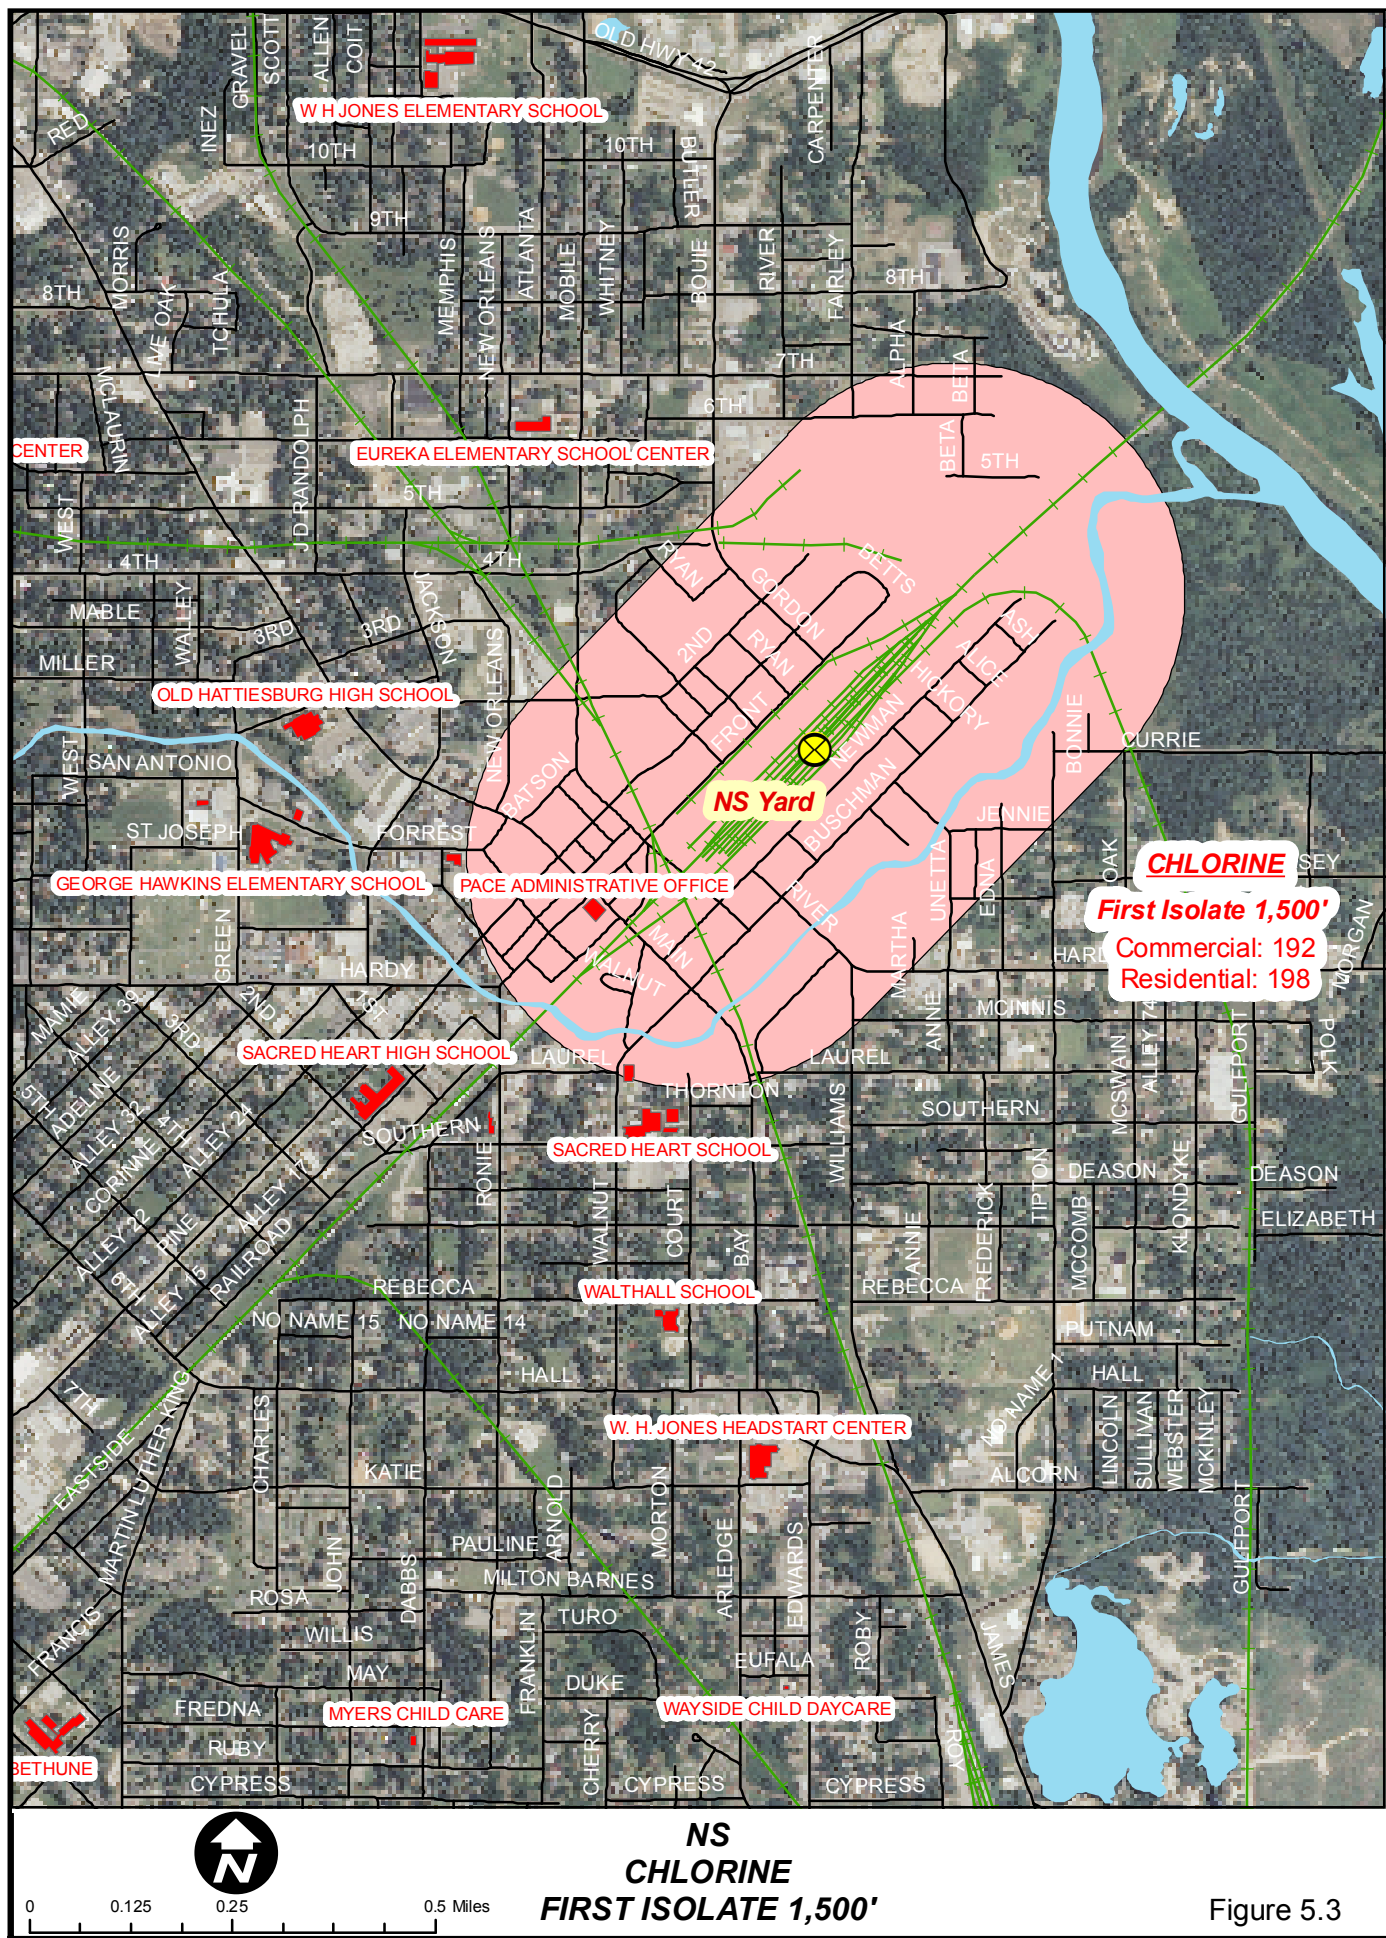 OLD HWY 42
GRAVEL
SCOTT
ALLEN
COIT
CARPENTER
W H JONES ELEMENTARY SCHOOL
RED
INEZ
10TH
10TH
BUTLER
9TH
MORRIS
MEMPHIS
NEW ORLEANS
ATLANTA
MOBILE
WHITNEY
BOUIE
RIVER
FAIRLEY
8TH
8TH
LIVE OAK
TCHULA
7TH
ALPHA
BETA
MCLAURIN
J D RANDOLPH
6TH
CENTER
EUREKA ELEMENTARY SCHOOL CENTER
BETA
5TH
5TH
WEST
4TH
4TH
RYAN
GORDON
BETTS
MABLE
WALLEY
3RD
3RD
JACKSON
2ND
RYAN
ASH
ALICE
HICKORY
MILLER
OLD HATTIESBURG HIGH SCHOOL
NEW ORLEANS
FRONT
NEWMAN
BONNIE
CURRIE
WEST
SAN ANTONIO
BATSON
NS Yard
BUSCHMAN
JENNIE
ST JOSEPH
FORREST
OAK
CHLORINE
SEY
First Isolate 1,500'
Commercial: 192
Residential: 198
GEORGE HAWKINS ELEMENTARY SCHOOL
PACE ADMINISTRATIVE OFFICE
RIVER
UNETTA
EDNA
MORGAN
GREEN
HARDY
MAIN
WALNUT
MARTHA
HARD
MAMIE
ALLEY 39
3RD
2ND
1ST
ANNE
MCINNIS
ALLEY 74
GULFPORT
POLK
SACRED HEART HIGH SCHOOL
LAUREL
LAUREL
THORNTON
MCSWAIN
5TH
ADELINE
ALLEY 32
4TH
ALLEY 24
SOUTHERN
WILLIAMS
SOUTHERN
CORINNE
SACRED HEART SCHOOL
RONIE
TIPTON
DEASON
DEASON
ALLEY 17
ALLEY 22
PINE
RAILROAD
WALNUT
COURT
BAY
ANNIE
FREDERICK
MCCOMB
KLONDYKE
ELIZABETH
6TH
ALLEY 15
REBECCA
REBECCA
WALTHALL SCHOOL
NO NAME 15
NO NAME 14
PUTNAM
7TH
HALL
HALL
NO NAME 1
MARTIN LUTHER KING
CHARLES
W. H. JONES HEADSTART CENTER
LINCOLN
SULLIVAN
WEBSTER
MCKINLEY
EASTSIDE
KATIE
ALCORN
ARNOLD
MORTON
ARLEDGE
EDWARDS
GULFPORT
PAULINE
JOHN
DABBS
MILTON BARNES
ROSA
TURO
FRANCIS
WILLIS
FRANKLIN
ROBY
JAMES
MAY
EUFALA
DUKE
FREDNA
MYERS CHILD CARE
WAYSIDE CHILD DAYCARE
RUBY
CHERRY
ROY
BETHUNE
CYPRESS
CYPRESS
CYPRESS
N
0 0.125 0.25 0.5 Miles
NS
CHLORINE
FIRST ISOLATE 1,500'
Figure 5.3